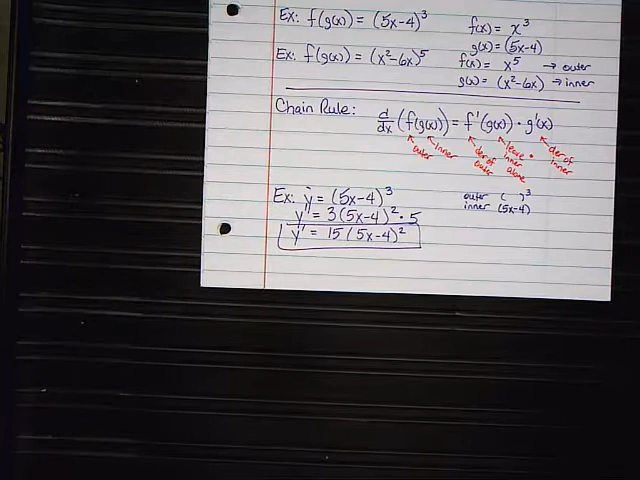 Ex: f(g(x)) = (5x-4)³ f(x) = x³
g(x) = (5x-4)
Ex: f(g(x)) = (x²-6x)⁵ f(x) = x⁵ → outer
g(x) = (x²-6x) → inner
Chain Rule: d/dx (f(g(x))) = f'(g(x)) · g'(x)
outer inner der of outer leave inner alone • der of inner
Ex: y = (5x-4)³ outer ( )³
inner (5x-4)
y' = 3(5x-4)² · 5
y' = 15(5x-4)²